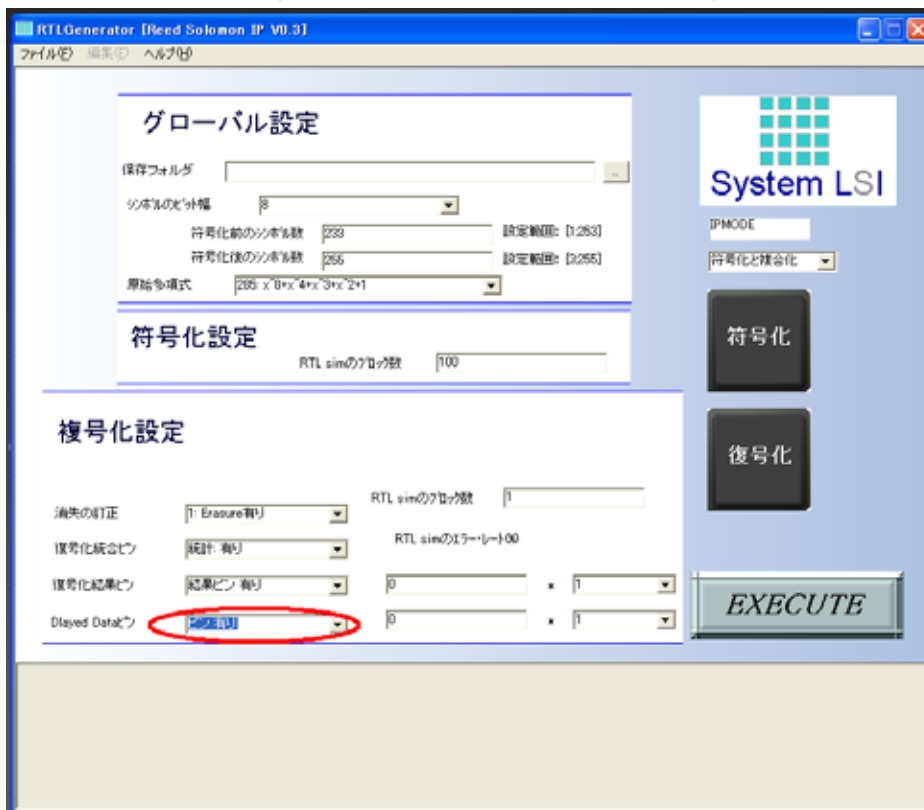 RTLGenerator [Reed Solomon IP V0.3]
ファイル(F) 編集(E) ヘルプ(H)
グローバル設定
保存フォルダ
...
シンボルのビット幅 8
符号化前のシンボル数 233 設定範囲: [1:253]
符号化後のシンボル数 255 設定範囲: [3:255]
原始多項式 285: x^8+x^4+x^3+x^2+1
System LSI
IPMODE
符号化と複合化
符号化設定
RTL simのブロック数 100
符号化
復号化
複号化設定
RTL simのブロック数 1
消失の訂正 1: Erasure有り
RTL simのエラー・レート(%)
復号化統合ピン 統計: 有り
復号化結果ピン 結果ピン 有り 0 * 1
Dlayed Dataピン ピン 有り 0 * 1
EXECUTE